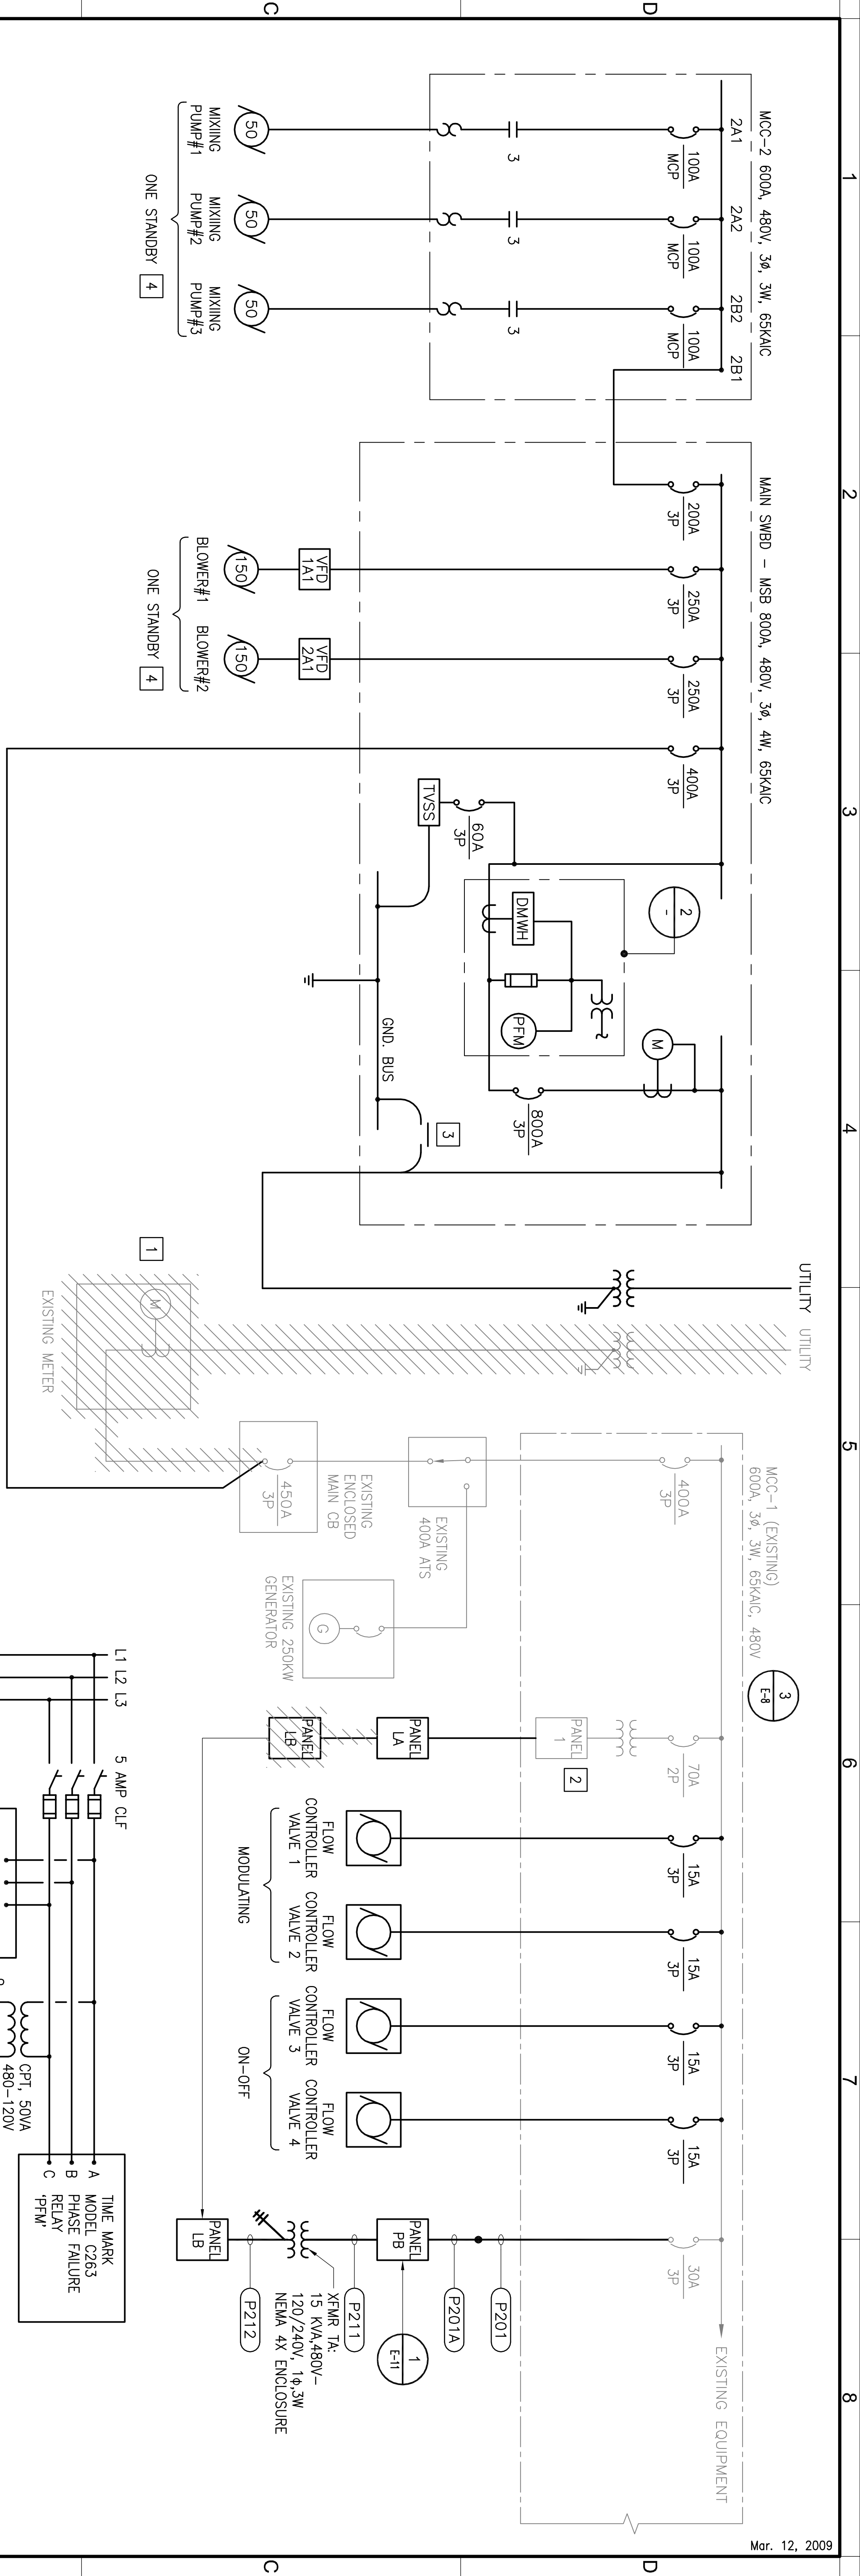 1
2
3
4
5
6
7
8
D
D
C
C
MCC-2 600A, 480V, 3ø, 3W, 65KAIC
2A1
2A2
2B2
2B1
100A
MCP
100A
MCP
100A
MCP
3
3
3
50
50
50
MIXIING
PUMP#1
MIXIING
PUMP#2
MIXIING
PUMP#3
ONE STANDBY
4
MAIN SWBD - MSB 800A, 480V, 3ø, 4W, 65KAIC
200A
3P
250A
3P
250A
3P
400A
3P
VFD
1A1
VFD
2A1
150
150
BLOWER#1
BLOWER#2
ONE STANDBY
4
60A
3P
TVSS
2
-
DMWH
PFM
M
800A
3P
GND. BUS
3
UTILITY
UTILITY
1
M
EXISTING METER
450A
3P
EXISTING
ENCLOSED
MAIN CB
EXISTING
400A ATS
EXISTING 250KW
GENERATOR
G
MCC-1 (EXISTING)
600A, 3Ø, 3W, 65KAIC, 480V
400A
3P
3
E-8
70A
2P
PANEL
1
2
PANEL
LA
PANEL
LB
15A
3P
15A
3P
15A
3P
15A
3P
30A
3P
FLOW
CONTROLLER
VALVE 1
FLOW
CONTROLLER
VALVE 2
MODULATING
FLOW
CONTROLLER
VALVE 3
FLOW
CONTROLLER
VALVE 4
ON-OFF
EXISTING EQUIPMENT
P201
P201A
PANEL
PB
1
E-11
P211
XFMR TA:
15 KVA,480V-
120/240V, 1ϕ,3W
NEMA 4X ENCLOSURE
P212
PANEL
LB
L1 L2 L3
5 AMP CLF
CPT, 50VA
480-120V
A
B
C
TIME MARK
MODEL C263
PHASE FAILURE
RELAY
'PFM'
Mar. 12, 2009